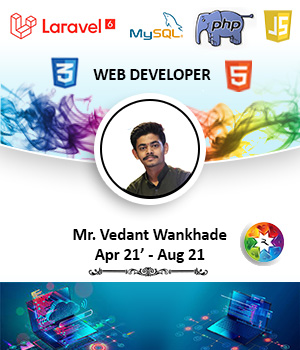 Laravel 6
MySQL
php
JS
3
WEB DEVELOPER
5
Mr. Vedant Wankhade
Apr 21’ - Aug 21